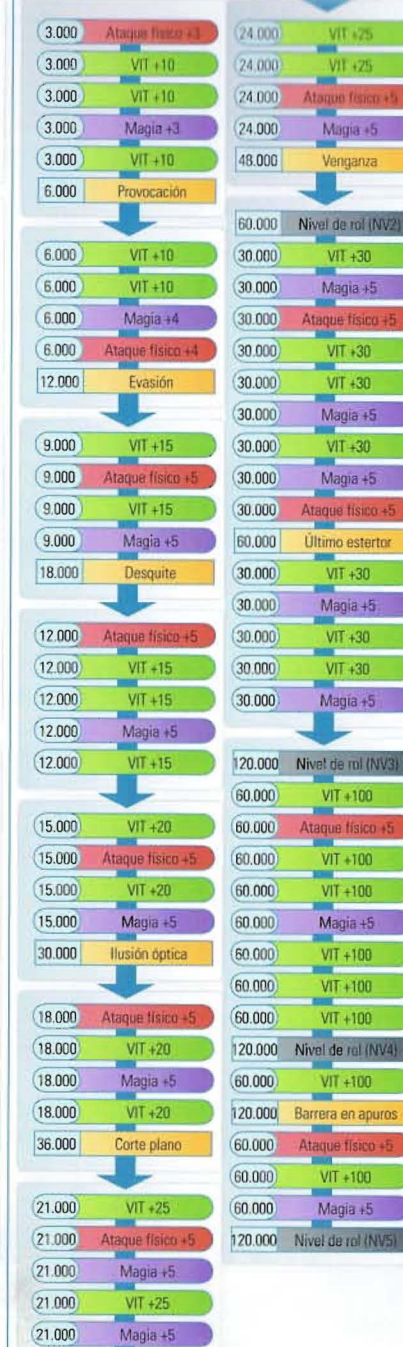 3.000 Ataque físico +3
3.000 VIT +10
3.000 VIT +10
3.000 Magia +3
3.000 VIT +10
6.000 Provocación
6.000 VIT +10
6.000 VIT +10
6.000 Magia +4
6.000 Ataque físico +4
12.000 Evasión
9.000 VIT +15
9.000 Ataque físico +5
9.000 VIT +15
9.000 Magia +5
18.000 Desquite
12.000 Ataque físico +5
12.000 VIT +15
12.000 VIT +15
12.000 Magia +5
12.000 VIT +15
15.000 VIT +20
15.000 Ataque físico +5
15.000 VIT +20
15.000 Magia +5
30.000 Ilusión óptica
18.000 Ataque físico +5
18.000 VIT +20
18.000 Magia +5
18.000 VIT +20
36.000 Corte plano
21.000 VIT +25
21.000 Ataque físico +5
21.000 Magia +5
21.000 VIT +25
21.000 Magia +5
24.000 VIT +25
24.000 VIT +25
24.000 Ataque físico +5
24.000 Magia +5
48.000 Venganza
60.000 Nivel de rol (NV2)
30.000 VIT +30
30.000 Magia +5
30.000 Ataque físico +5
30.000 VIT +30
30.000 VIT +30
30.000 Magia +5
30.000 VIT +30
30.000 Magia +5
30.000 Ataque físico +5
60.000 Último estertor
30.000 VIT +30
30.000 Magia +5
30.000 VIT +30
30.000 VIT +30
30.000 Magia +5
120.000 Nivel de rol (NV3)
60.000 VIT +100
60.000 Ataque físico +5
60.000 VIT +100
60.000 VIT +100
60.000 Magia +5
60.000 VIT +100
60.000 VIT +100
60.000 VIT +100
120.000 Nivel de rol (NV4)
60.000 VIT +100
120.000 Barrera en apuros
60.000 Ataque físico +5
60.000 VIT +100
60.000 Magia +5
120.000 Nivel de rol (NV5)